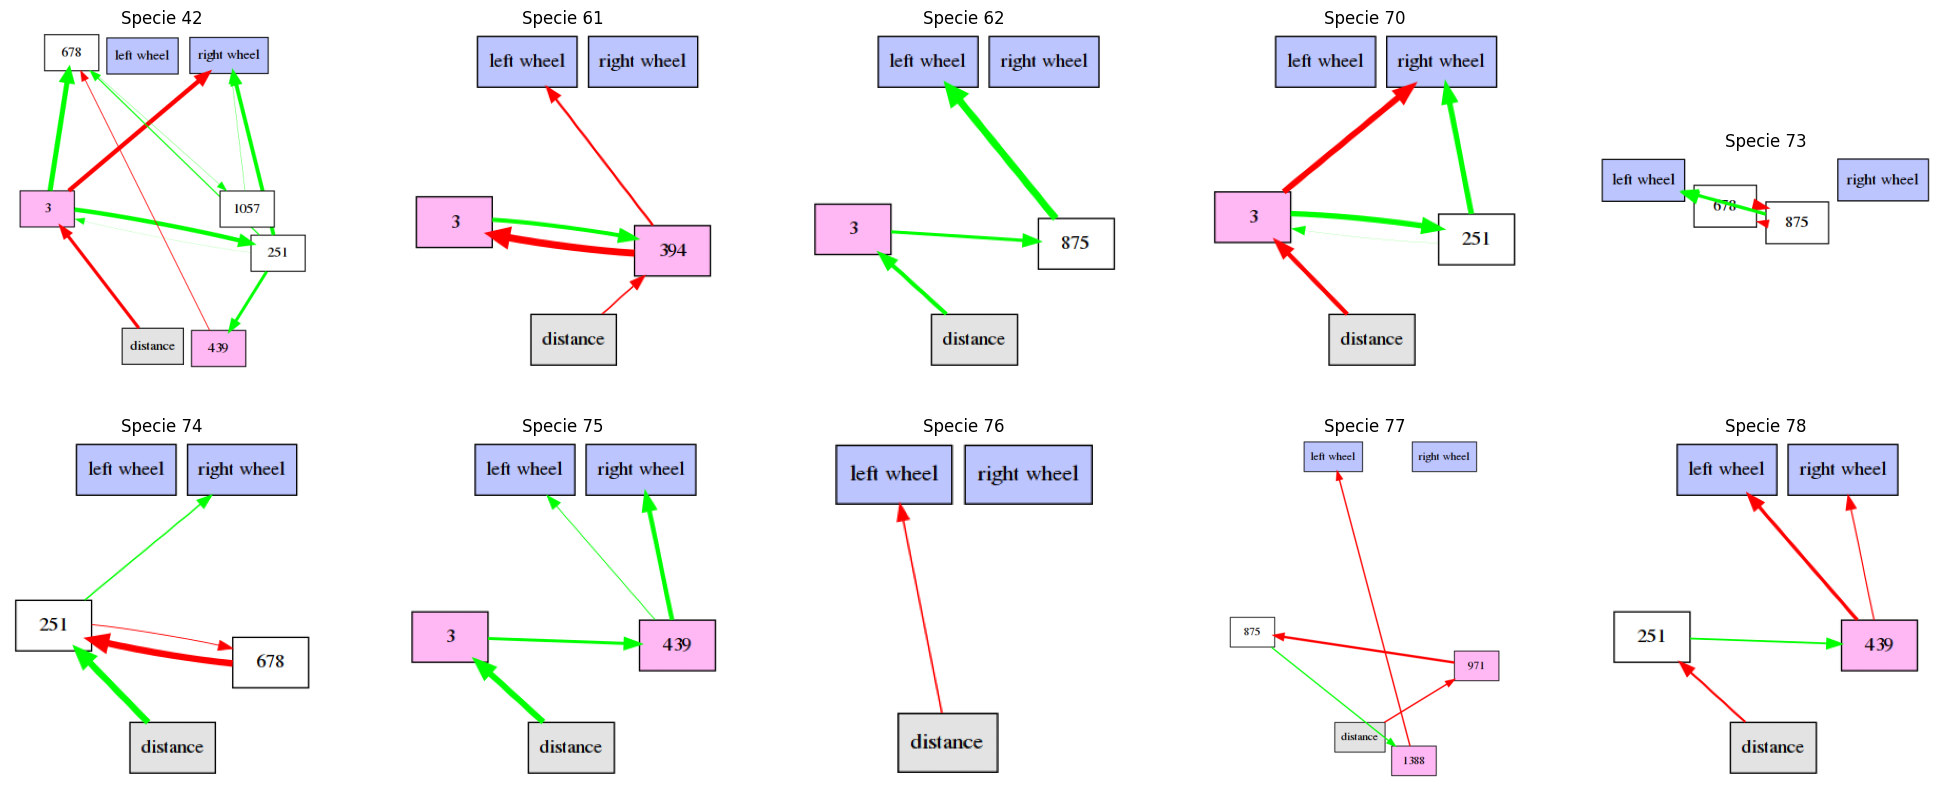 Specie 42
678
left wheel
right wheel
3
1057
251
distance
439
Specie 61
left wheel
right wheel
3
394
distance
Specie 62
left wheel
right wheel
3
875
distance
Specie 70
left wheel
right wheel
3
251
distance
Specie 73
left wheel
right wheel
678
875
Specie 74
left wheel
right wheel
251
678
distance
Specie 75
left wheel
right wheel
3
439
distance
Specie 76
left wheel
right wheel
distance
Specie 77
left wheel
right wheel
875
971
distance
1388
Specie 78
left wheel
right wheel
251
439
distance